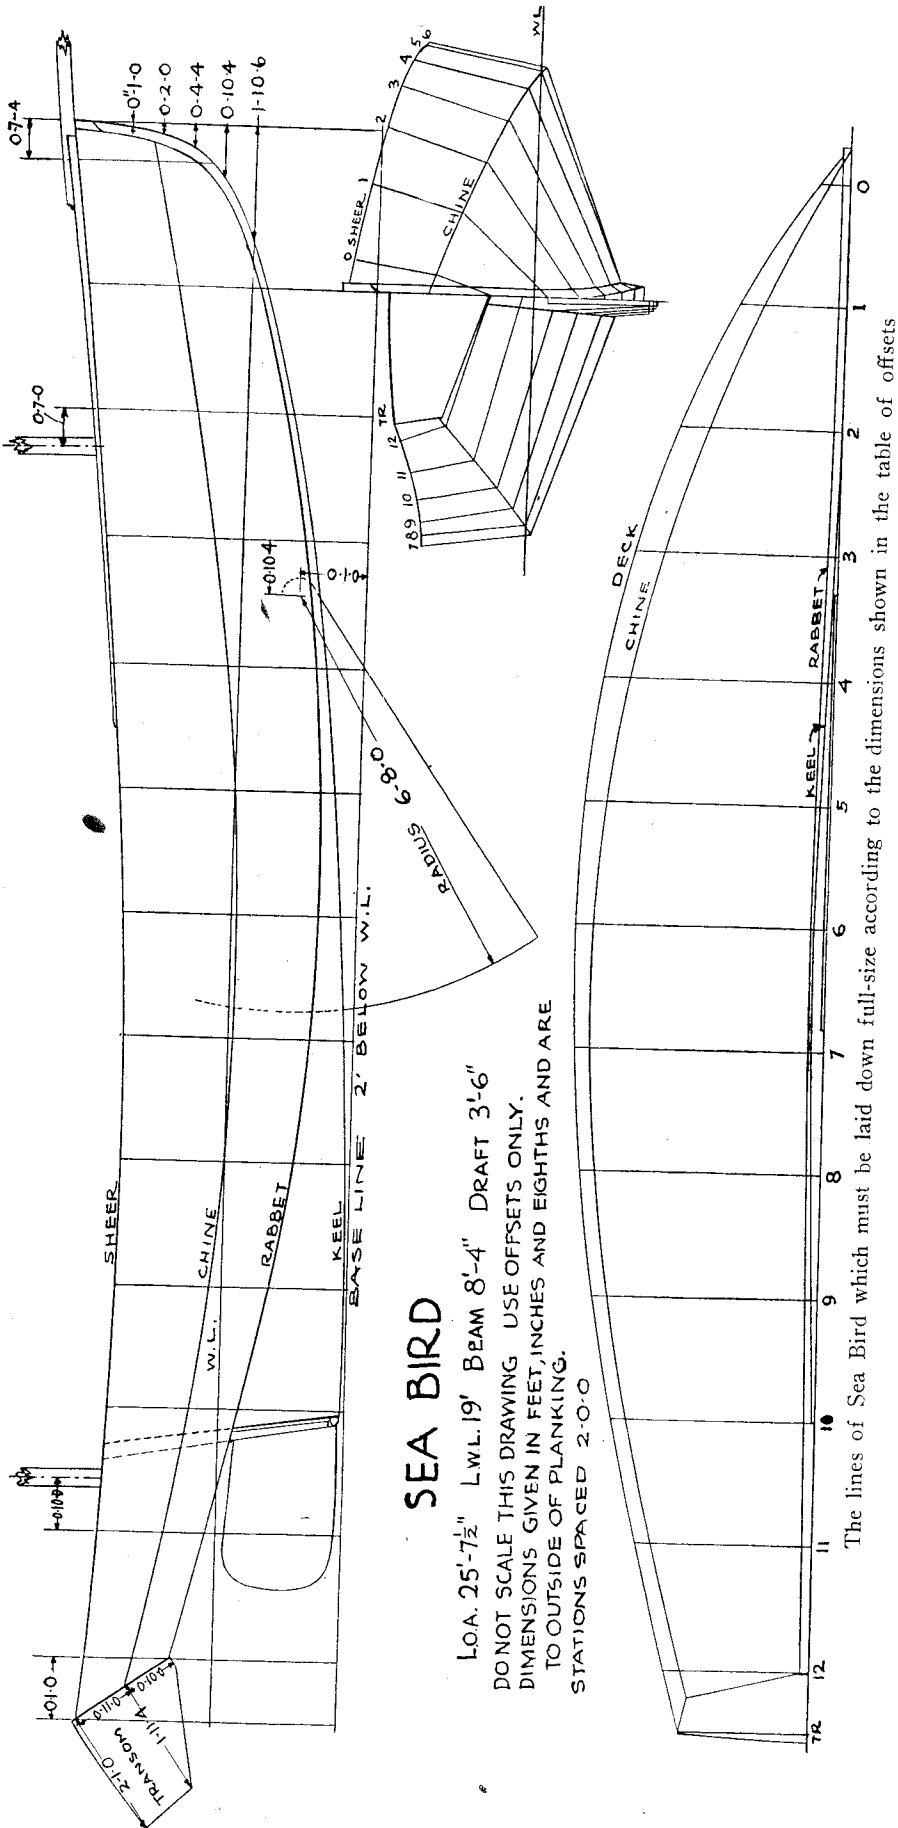 0-7-4
0"1-0
0-2-0
0-4-4
0-10-4
1-10-6
0-7-0
SHEER
CHINE
W.L.
RABBET
KEEL
BASE LINE 2' BELOW W.L.
0-10-4
0-1-0
RADIUS 6-8-0
0-10-0
0-1-0
0-11-0
0-10-0
2-1-0
TRANSOM
1-11-4
WL
0 SHEER 1
2
3
4
5
6
CHINE
TR
12
11
10
9
8
7
SEA BIRD
L.O.A. 25'-7½" L.W.L. 19' BEAM 8'-4" DRAFT 3'-6"
DO NOT SCALE THIS DRAWING USE OFFSETS ONLY.
DIMENSIONS GIVEN IN FEET, INCHES AND EIGHTHS AND ARE
TO OUTSIDE OF PLANKING.
STATIONS SPACED 2-0-0
DECK
CHINE
KEEL
RABBET
TR 12 11 10 9 8 7 6 5 4 3 2 1 0
The lines of Sea Bird which must be laid down full-size according to the dimensions shown in the table of offsets